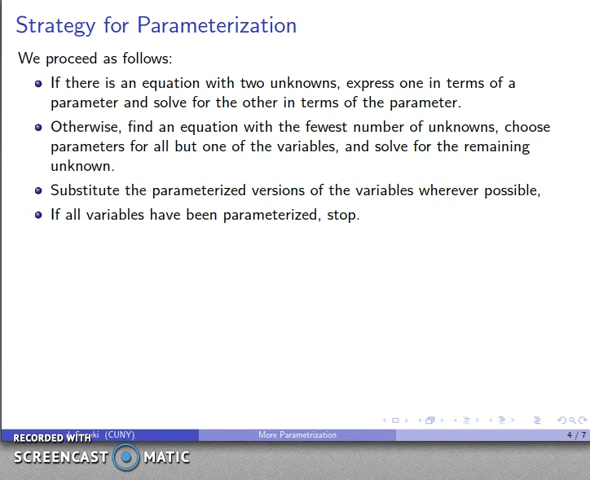 Strategy for Parameterization
We proceed as follows:
If there is an equation with two unknowns, express one in terms of a
parameter and solve for the other in terms of the parameter.
Otherwise, find an equation with the fewest number of unknowns, choose
parameters for all but one of the variables, and solve for the remaining
unknown.
Substitute the parameterized versions of the variables wherever possible,
If all variables have been parameterized, stop.
(CUNY) More Parametrization 4 / 7
RECORDED WITH
SCREENCAST MATIC